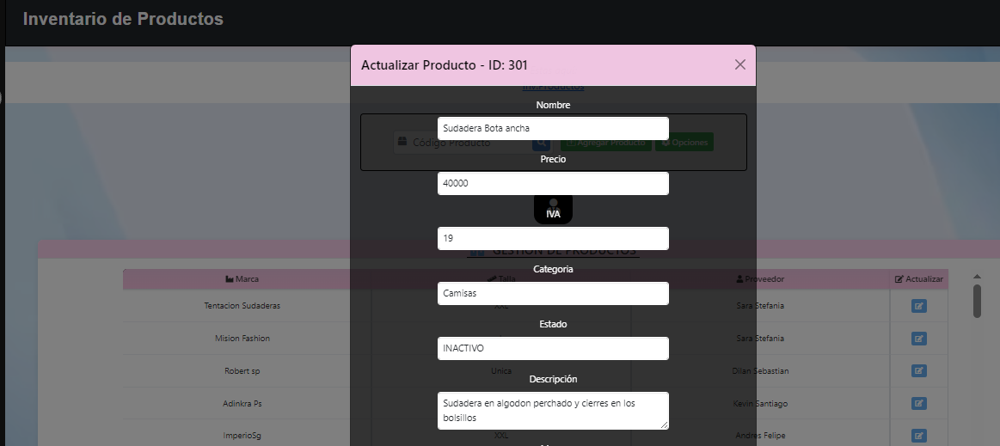 Inventario de Productos
Actualizar Producto - ID: 301
Inv.Productos
Nombre
Sudadera Bota ancha
Código Producto
Agregar Producto
Opciones
Precio
40000
IVA
19
GESTIÓN DE PRODUCTOS
Categoria
Camisas
Marca
Talla
Proveedor
Actualizar
Tentacion Sudaderas
XXL
Sara Stefania
Estado
INACTIVO
Mision Fashion
Sara Stefania
Robert sp
Unica
Dilan Sebastian
Descripción
Sudadera en algodon perchado y cierres en los
bolsillos
Adinkra Ps
Kevin Santiago
ImperioSg
XXL
Andres Felipe